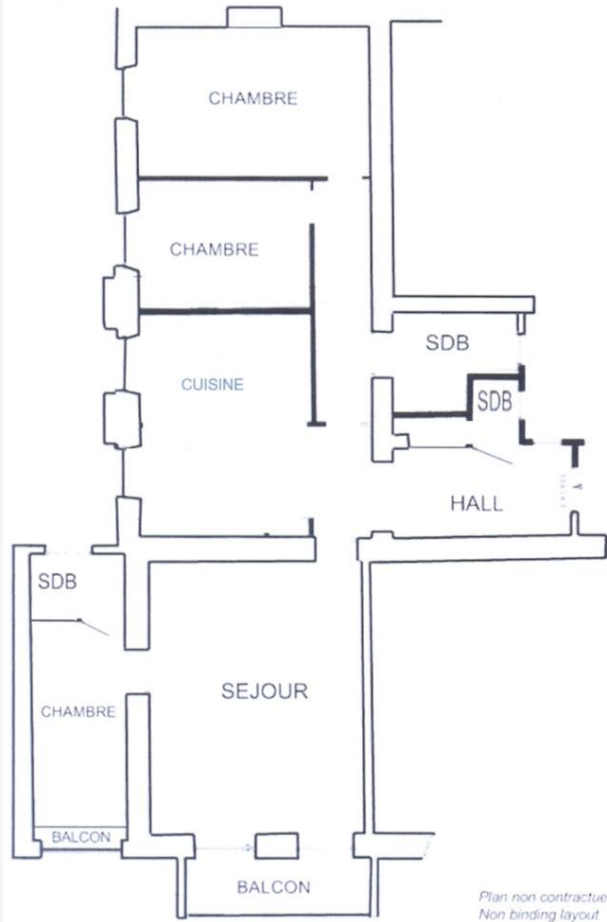 CHAMBRE
CHAMBRE
SDB
CUISINE
SDB
HALL
SDB
SEJOUR
CHAMBRE
BALCON
BALCON
Plan non contractue
Non binding layout